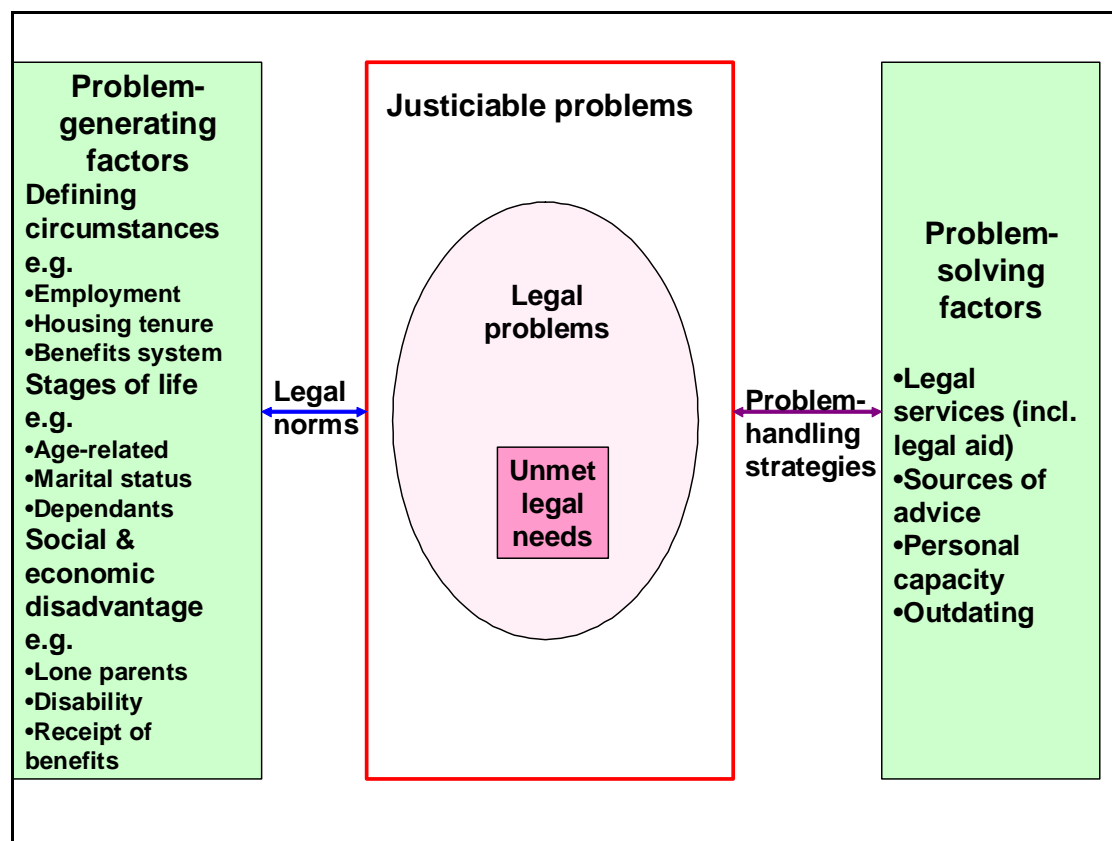 Problem-
generating
factors
Defining
circumstances
e.g.
•Employment
•Housing tenure
•Benefits system
Stages of life
e.g.
•Age-related
•Marital status
•Dependants
Social &
economic
disadvantage
e.g.
•Lone parents
•Disability
•Receipt of
benefits
Legal
norms
Justiciable problems
Legal
problems
Unmet
legal
needs
Problem-
handling
strategies
Problem-
solving
factors
•Legal
services (incl.
legal aid)
•Sources of
advice
•Personal
capacity
•Outdating